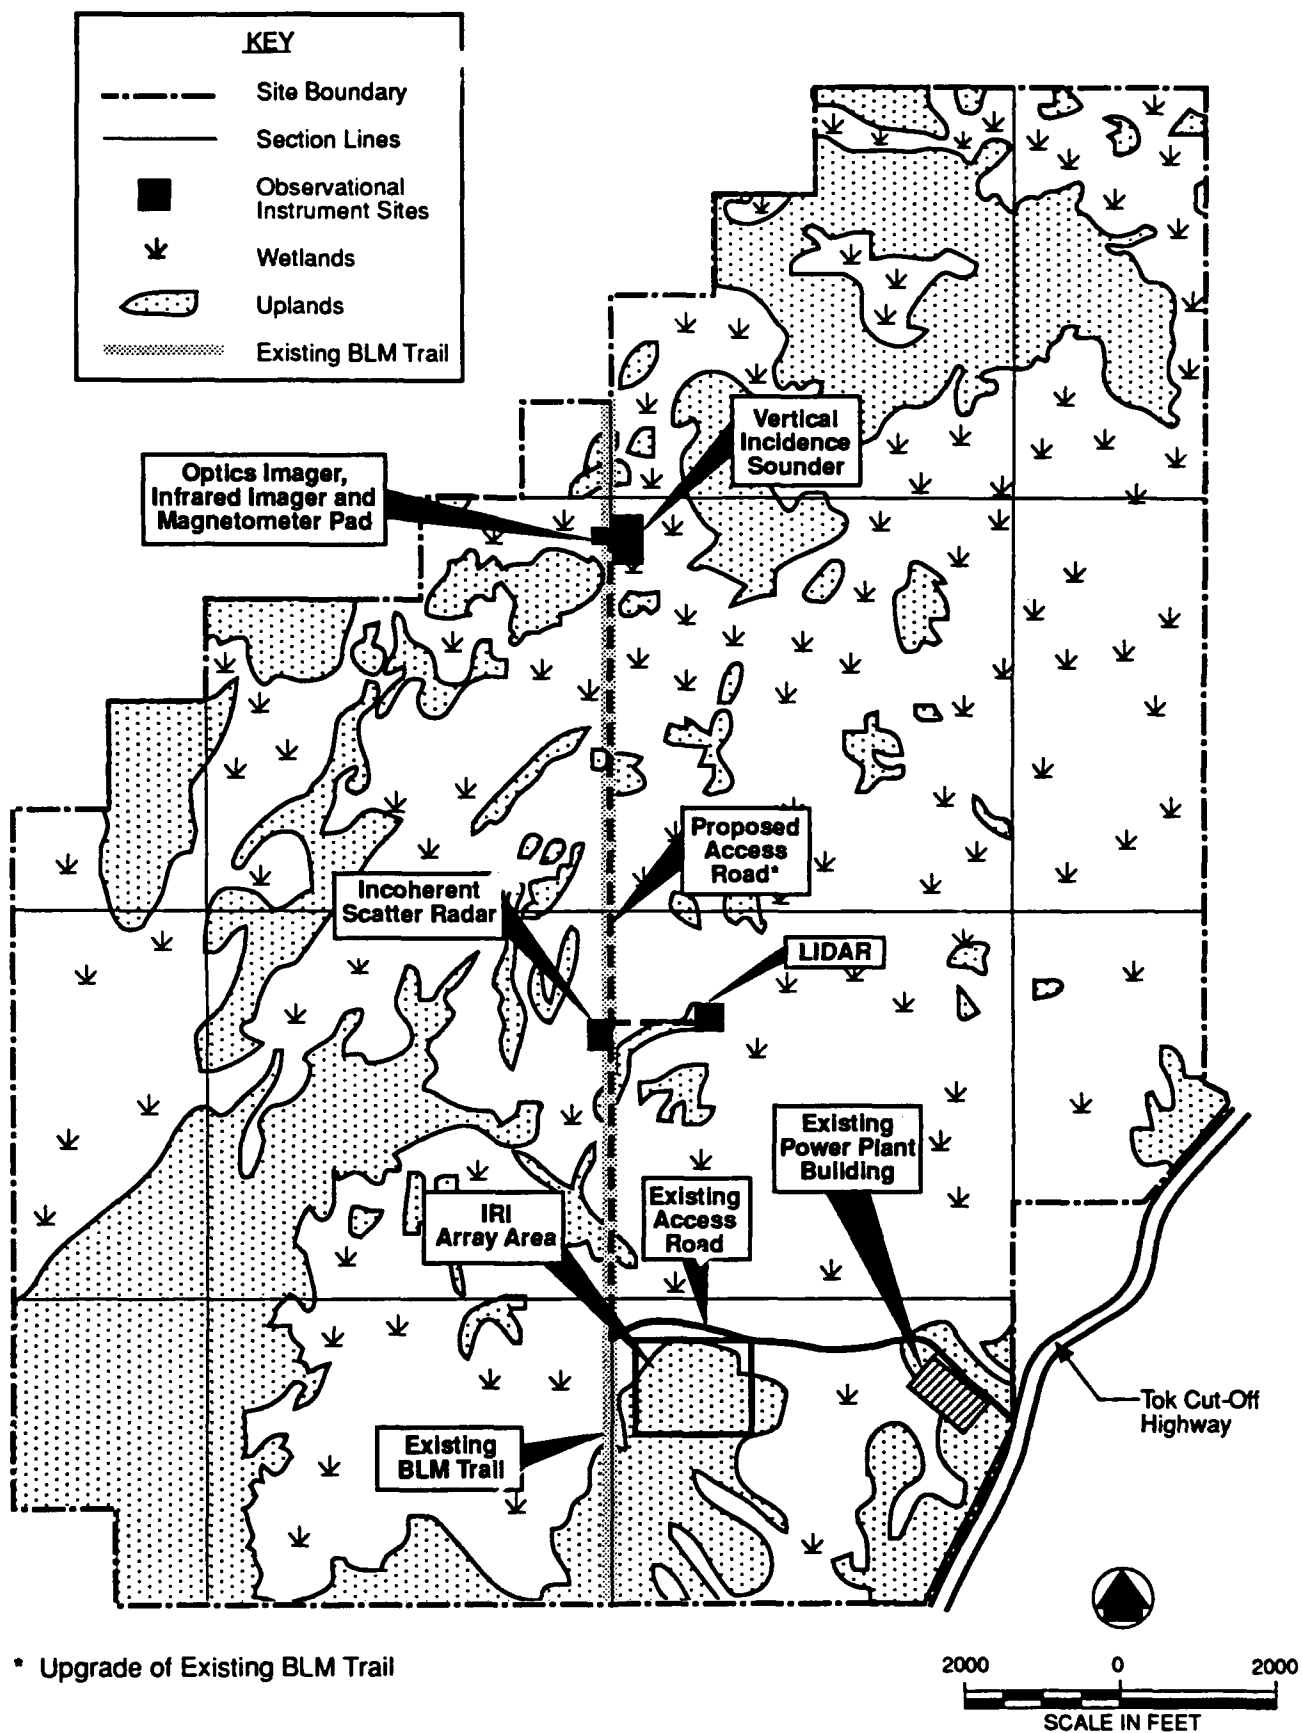 KEY
Site Boundary
Section Lines
Observational
Instrument Sites
Wetlands
Uplands
Existing BLM Trail
Vertical
Incidence
Sounder
Optics Imager,
Infrared Imager and
Magnetometer Pad
Proposed
Access
Road*
Incoherent
Scatter Radar
LIDAR
Existing
Power Plant
Building
IRI
Array Area
Existing
Access
Road
Tok Cut-Off
Highway
Existing
BLM Trail
* Upgrade of Existing BLM Trail
2000 0 2000
SCALE IN FEET